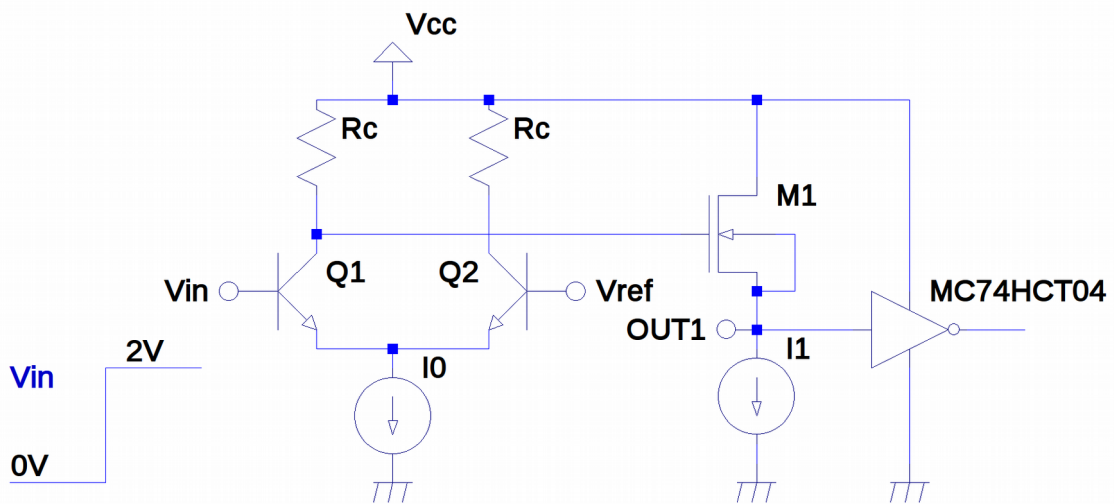 Vcc
Rc
Rc
M1
Q1
Q2
Vin
Vref
MC74HCT04
OUT1
I1
2V
I0
Vin
0V